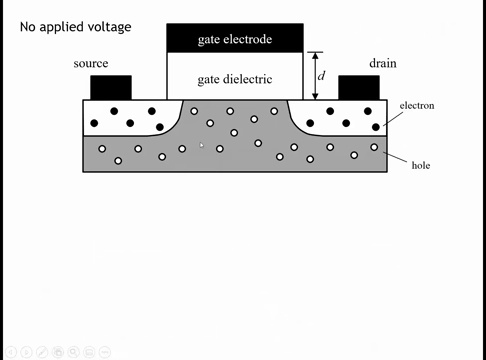 No applied voltage
gate electrode
source
gate dielectric
d
drain
electron
hole